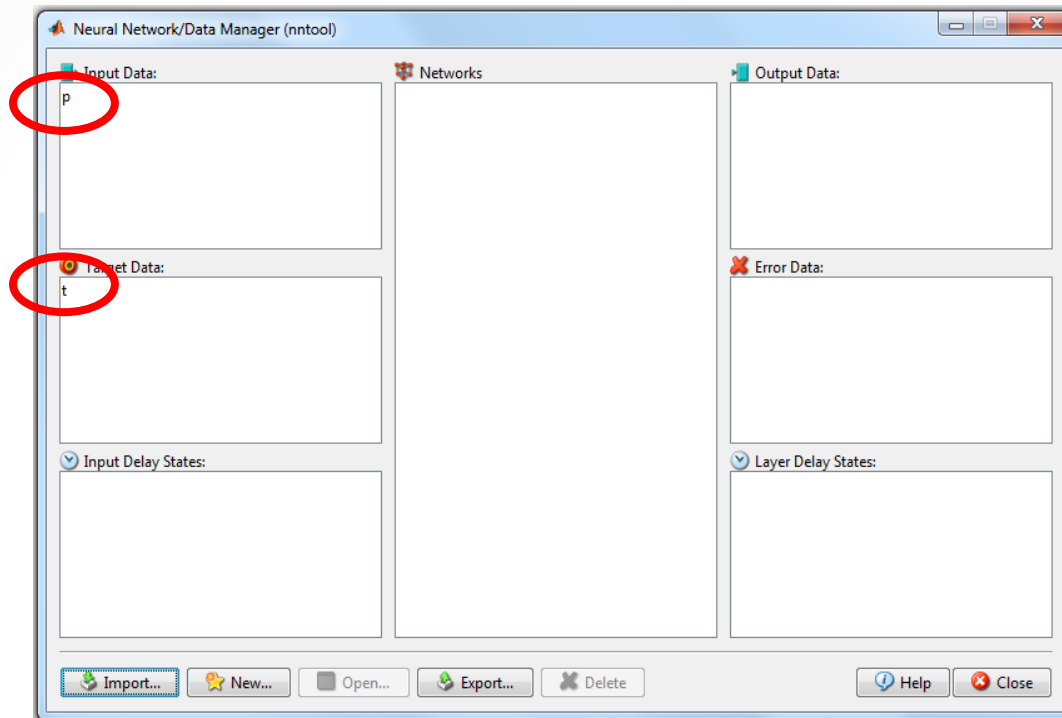 Neural Network/Data Manager (nntool)
Input Data:
p
Networks
Output Data:
Target Data:
t
Error Data:
Input Delay States:
Layer Delay States:
Import...
New...
Open...
Export...
Delete
Help
Close